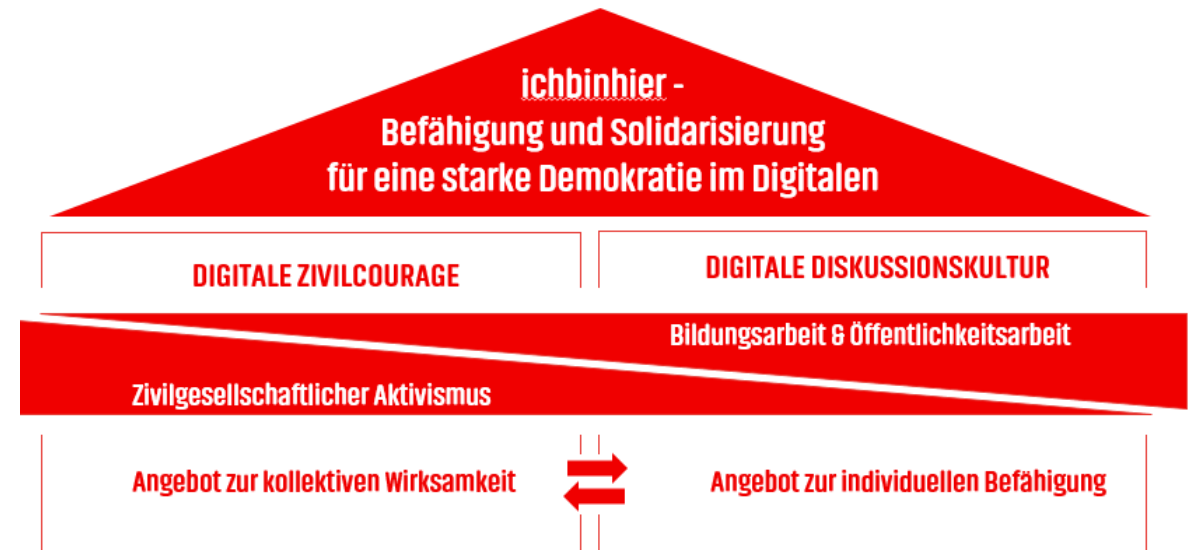 ichbinhier -
Befähigung und Solidarisierung
für eine starke Demokratie im Digitalen
DIGITALE ZIVILCOURAGE
DIGITALE DISKUSSIONSKULTUR
Bildungsarbeit & Öffentlichkeitsarbeit
Zivilgesellschaftlicher Aktivismus
Angebot zur kollektiven Wirksamkeit
Angebot zur individuellen Befähigung